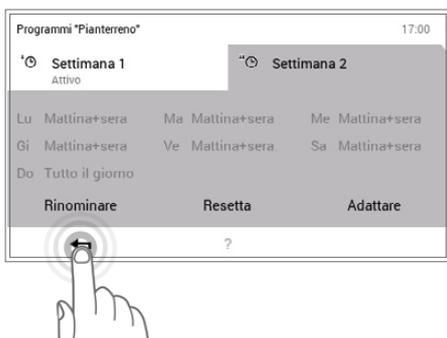 Programmi "Pianterreno" 17:00
Settimana 1 Settimana 2
Attivo
Lu Mattina+sera Ma Mattina+sera Me Mattina+sera
Gi Mattina+sera Ve Mattina+sera Sa Mattina+sera
Do Tutto il giorno
Rinominare Resetta Adattare
?